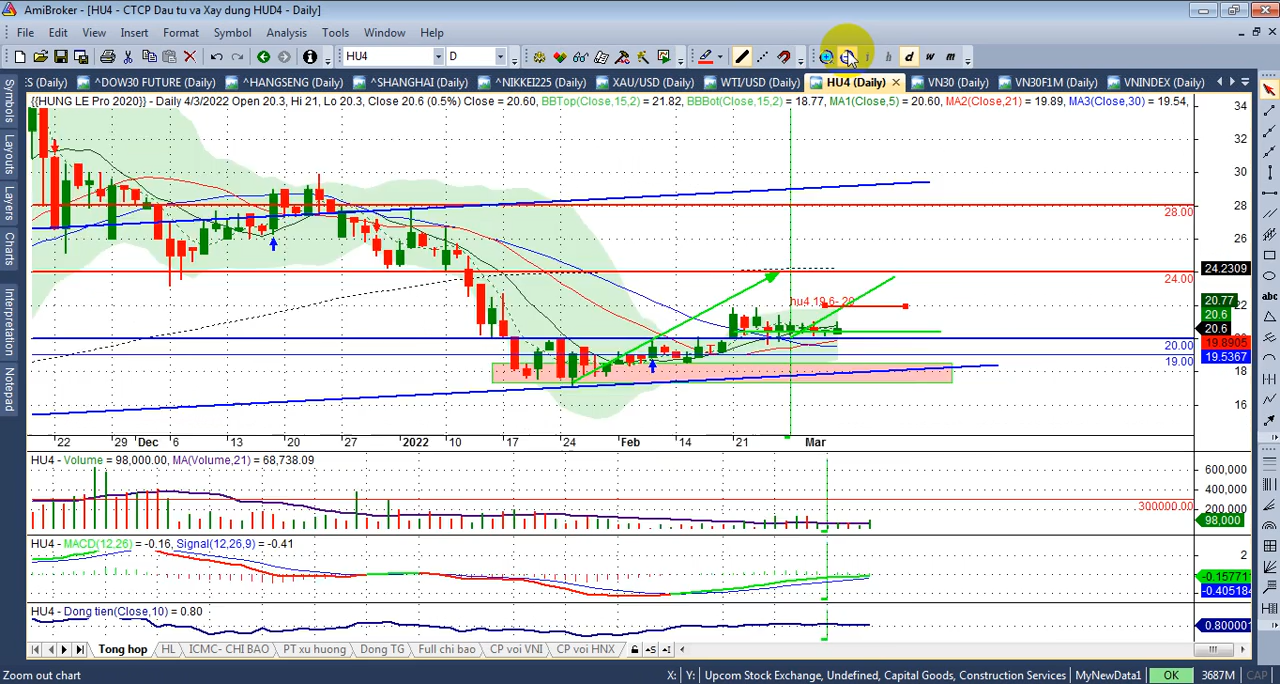 AmiBroker - [HU4 - CTCP Dau tu va Xay dung HUD4 - Daily]
File Edit View Insert Format Symbol Analysis Tools Window Help
HU4 D h d w m
S (Daily) ^DOW30 FUTURE (Daily) ^HANGSENG (Daily) ^SHANGHAI (Daily) ^NIKKEI225 (Daily) XAU/USD (Daily) WTI/USD (Daily) HU4 (Daily) VN30 (Daily) VN30F1M (Daily) VNINDEX (Daily)
{{HUNG LE Pro 2020}} - Daily 4/3/2022 Open 20.3, Hi 21, Lo 20.3, Close 20.6 (0.5%) Close = 20.60, BBTop(Close,15,2) = 21.82, BBBot(Close,15,2) = 18.77, MA1(Close,5) = 20.60, MA2(Close,21) = 19.89, MA3(Close,30) = 19.54,
Symbols
Layouts
Layers
Charts
Interpretation
Notepad
34
32
30
28
28.00
26
24.2309
24.00
hu4 19.6- 20
20.77
22
20.6
20.6
19.8905
20.00
19.5367
19.00
18
16
22 29 Dec 6 13 20 27 2022 10 17 24 Feb 14 21 Mar
HU4 - Volume = 98,000.00, MA(Volume,21) = 68,738.09
600,000
400,000
300000.00
200,000
98,000
HU4 - MACD(12,26) = -0.16, Signal(12,26,9) = -0.41
2
-0.15771
-0.405184
HU4 - Dong tien(Close,10) = 0.80
0.80000
Tong hop HL ICMC- CHI BAO PT xu huong Dong TG Full chi bao CP voi VNI CP voi HNX
Zoom out chart X: Y: Upcom Stock Exchange, Undefined, Capital Goods, Construction Services MyNewData1 OK 3687M CAP
abc